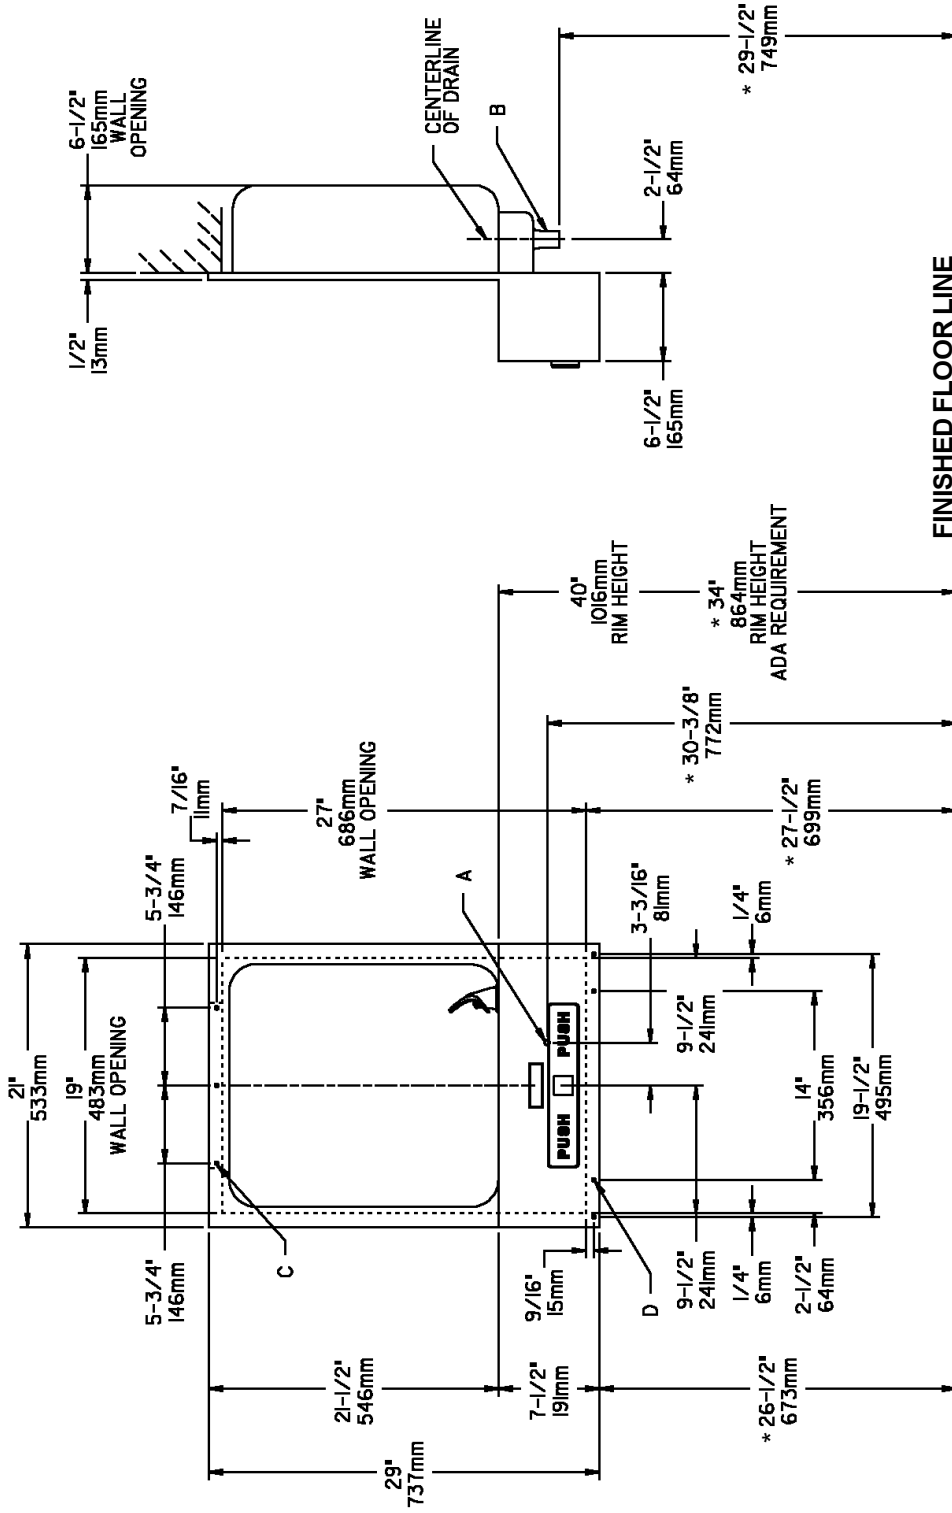 21"
533mm
19"
483mm
WALL OPENING
5-3/4"
146mm
5-3/4"
146mm
7/16"
11mm
C
27"
686mm
WALL OPENING
A
21-1/2"
546mm
29"
737mm
7-1/2"
191mm
9/16"
15mm
PUSH
PUSH
D
3-3/16"
81mm
9-1/2"
241mm
9-1/2"
241mm
1/4"
6mm
1/4"
6mm
14"
356mm
2-1/2"
64mm
19-1/2"
495mm
* 26-1/2"
673mm
* 27-1/2"
699mm
* 30-3/8"
772mm
40"
1016mm
RIM HEIGHT
* 34"
864mm
RIM HEIGHT
ADA REQUIREMENT
1/2"
13mm
6-1/2"
165mm
WALL
OPENING
CENTERLINE
OF DRAIN
B
6-1/2"
165mm
2-1/2"
64mm
* 29-1/2"
749mm
FINISHED FLOOR LINE